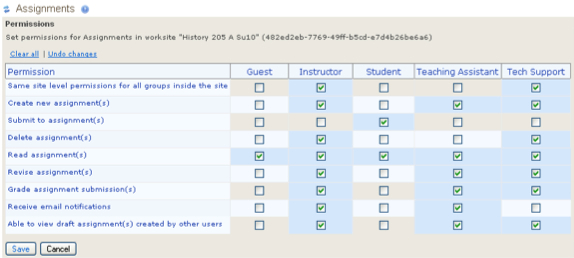 Assignments
Permissions
Set permissions for Assignments in worksite "History 205 A Su10" (482ed2eb-7769-49ff-b5cd-e7d4b26be6a6)
Clear all | Undo changes
Permission Guest Instructor Student Teaching Assistant Tech Support
Same site level permissions for all groups inside the site
Create new assignment(s)
Submit to assignment(s)
Delete assignment(s)
Read assignment(s)
Revise assignment(s)
Grade assignment submission(s)
Receive email notifications
Able to view draft assignment(s) created by other users
Save Cancel